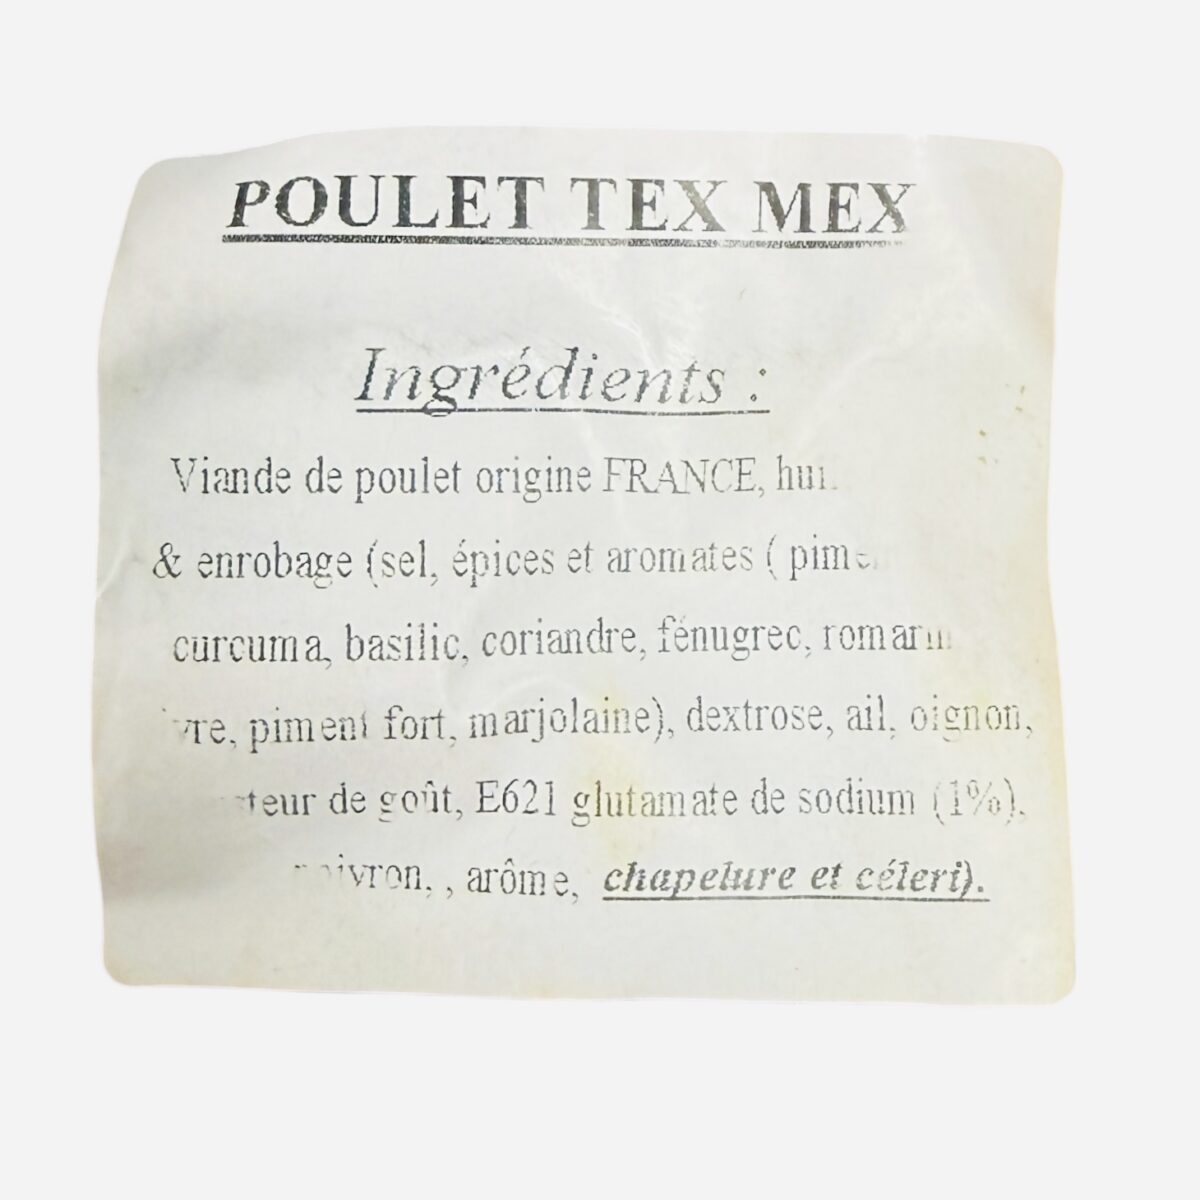 POULET TEX MEX
Ingrédients :
Viande de poulet origine FRANCE,
& enrobage (sel, épices et aromates (
curcuma, basilic, coriandre, fénugrec, romarin
piment fort, marjolaine), dextrose, ail, oignon,
de goût, E621 glutamate de sodium (1%),
, arôme, chapelure et céleri).